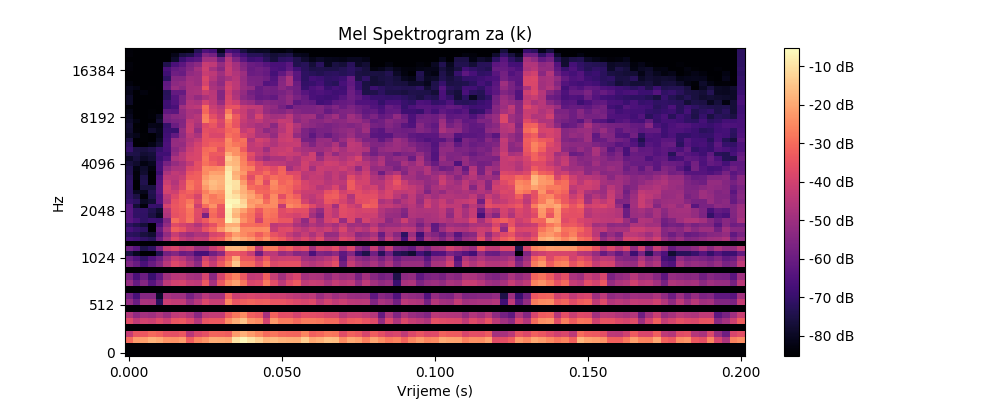 Mel Spektrogram za (k)
16384
8192
4096
2048
1024
512
0
Hz
0.000 0.050 0.100 0.150 0.200
Vrijeme (s)
-10 dB
-20 dB
-30 dB
-40 dB
-50 dB
-60 dB
-70 dB
-80 dB